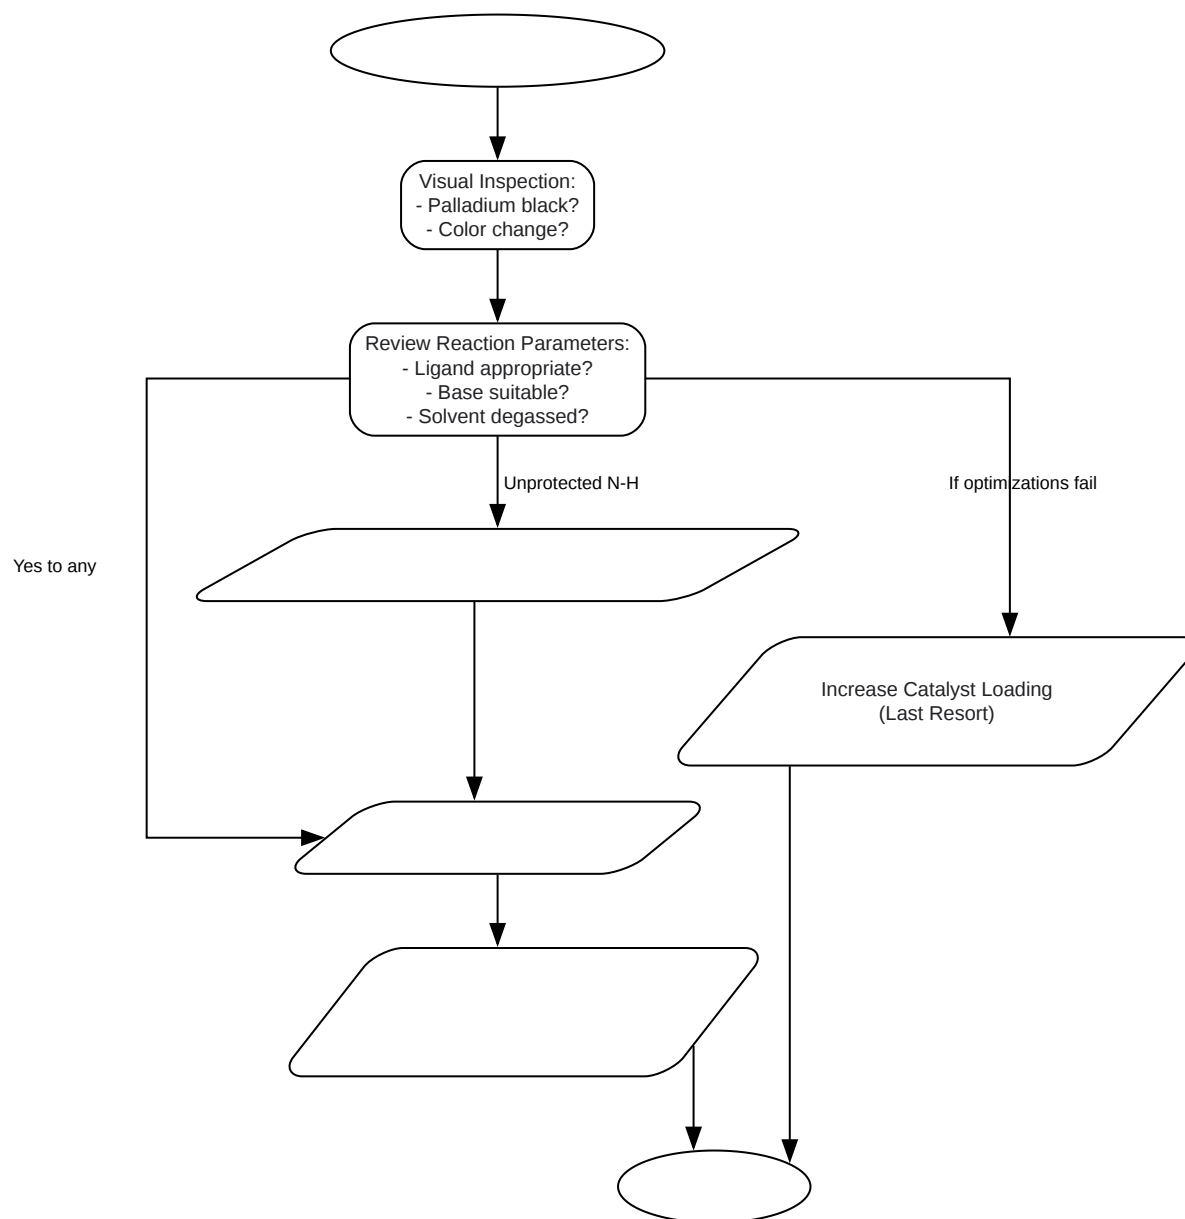 Visual Inspection:
- Palladium black?
- Color change?
Review Reaction Parameters:
- Ligand appropriate?
- Base suitable?
- Solvent degassed?
Unprotected N-H
If optimizations fail
Yes to any
Increase Catalyst Loading
(Last Resort)